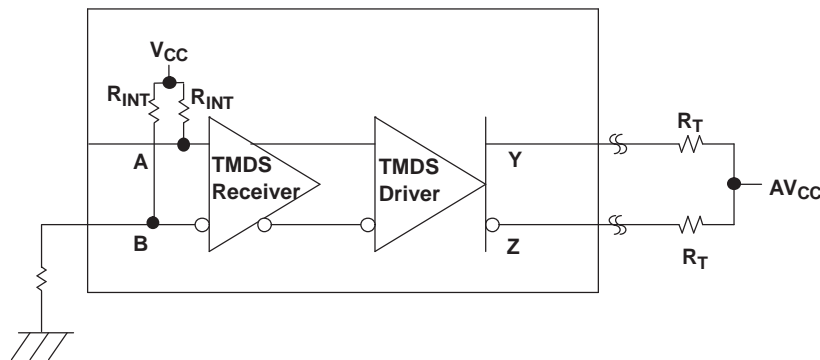 VCC
RINT
RINT
A
TMDS
Receiver
TMDS
Driver
Y
RT
AVCC
B
Z
RT